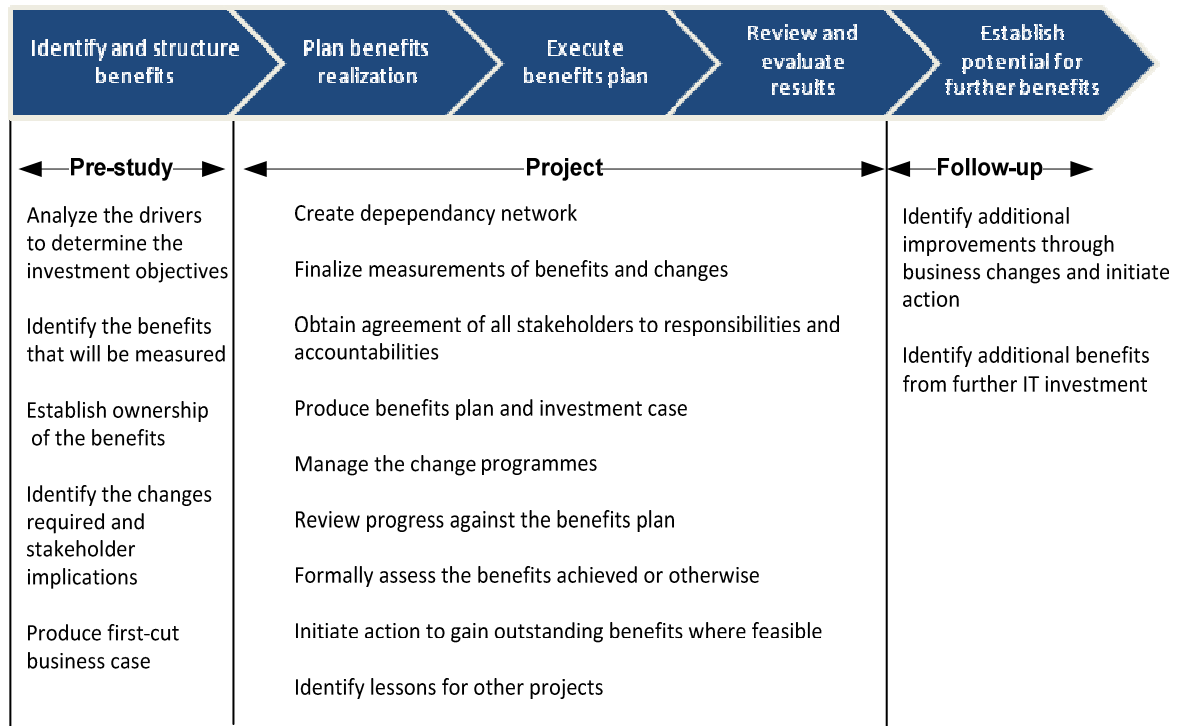 Identify and structure
benefits
Plan benefits
realization
Execute
benefits plan
Review and
evaluate
results
Establish
potential for
further benefits
Pre-study
Project
Follow-up
Analyze the drivers
to determine the
investment objectives
Identify the benefits
that will be measured
Establish ownership
of the benefits
Identify the changes
required and
stakeholder
implications
Produce first-cut
business case
Create depependancy network
Finalize measurements of benefits and changes
Obtain agreement of all stakeholders to responsibilities and
accountabilities
Produce benefits plan and investment case
Manage the change programmes
Review progress against the benefits plan
Formally assess the benefits achieved or otherwise
Initiate action to gain outstanding benefits where feasible
Identify lessons for other projects
Identify additional
improvements through
business changes and initiate
action
Identify additional benefits
from further IT investment